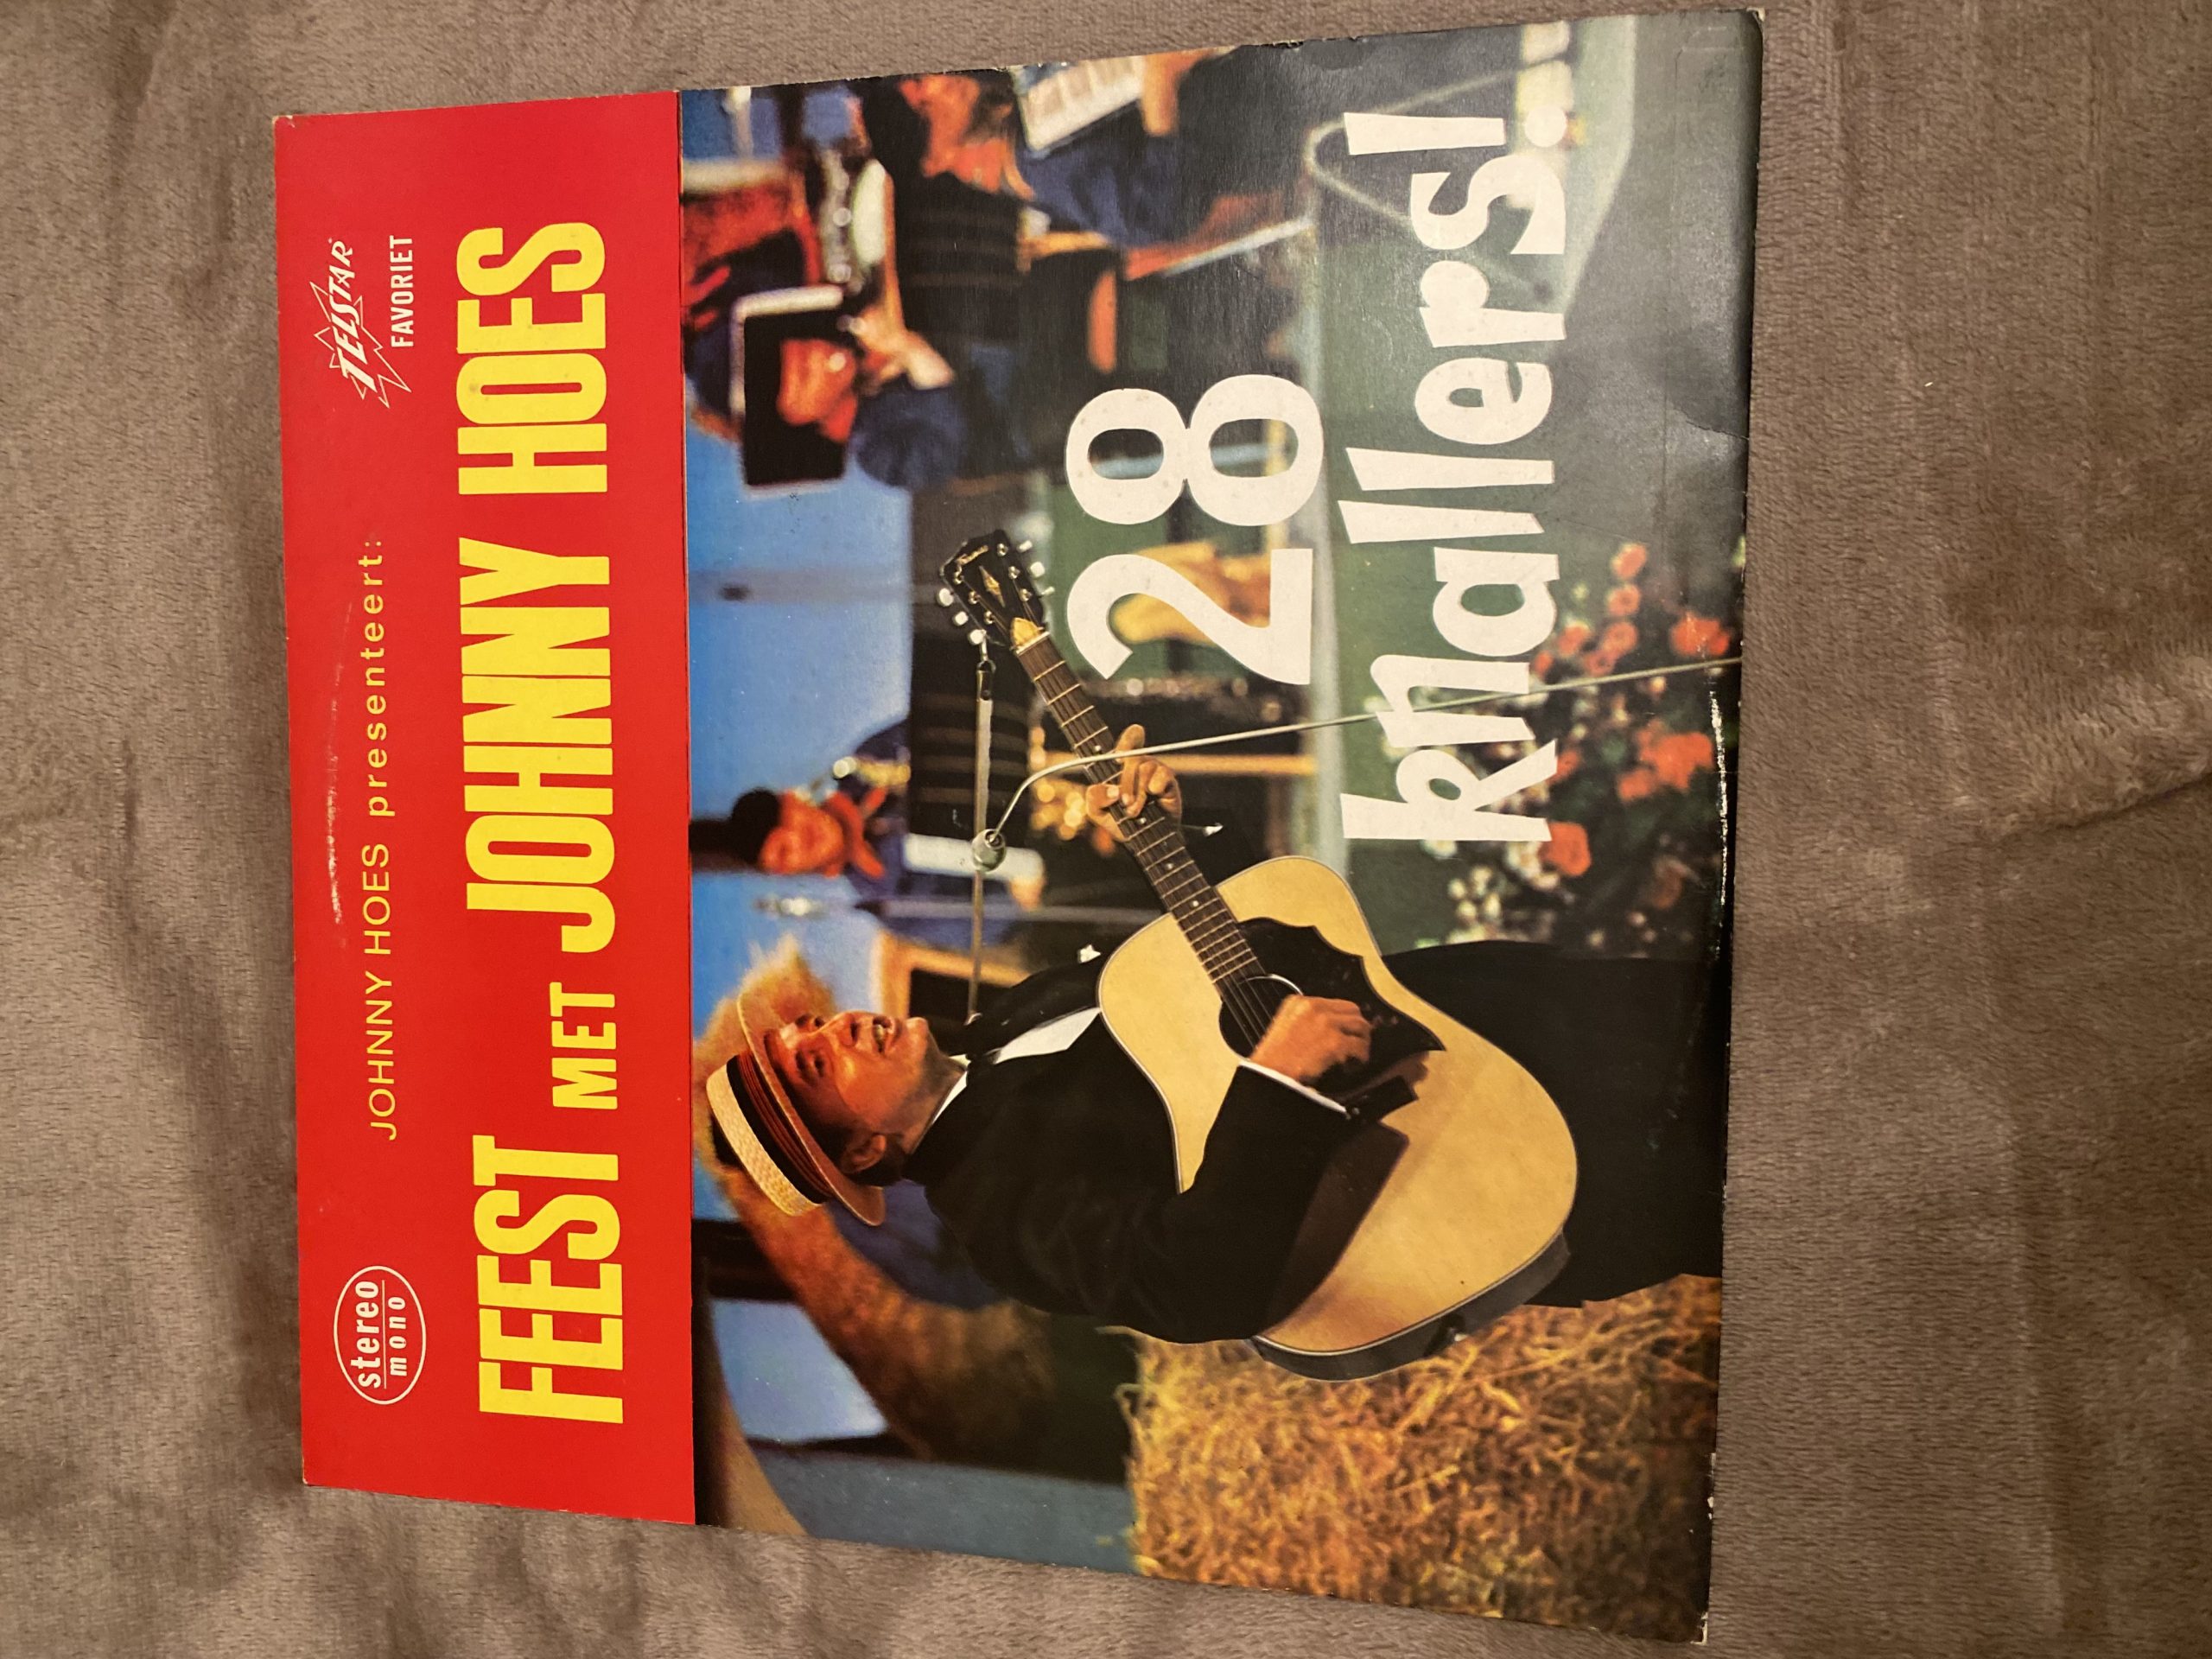 stereo
mono
JOHNNY HOES presenteert:
TELSTAR
FAVORIET
FEEST MET JOHNNY HOES
28
knallers!